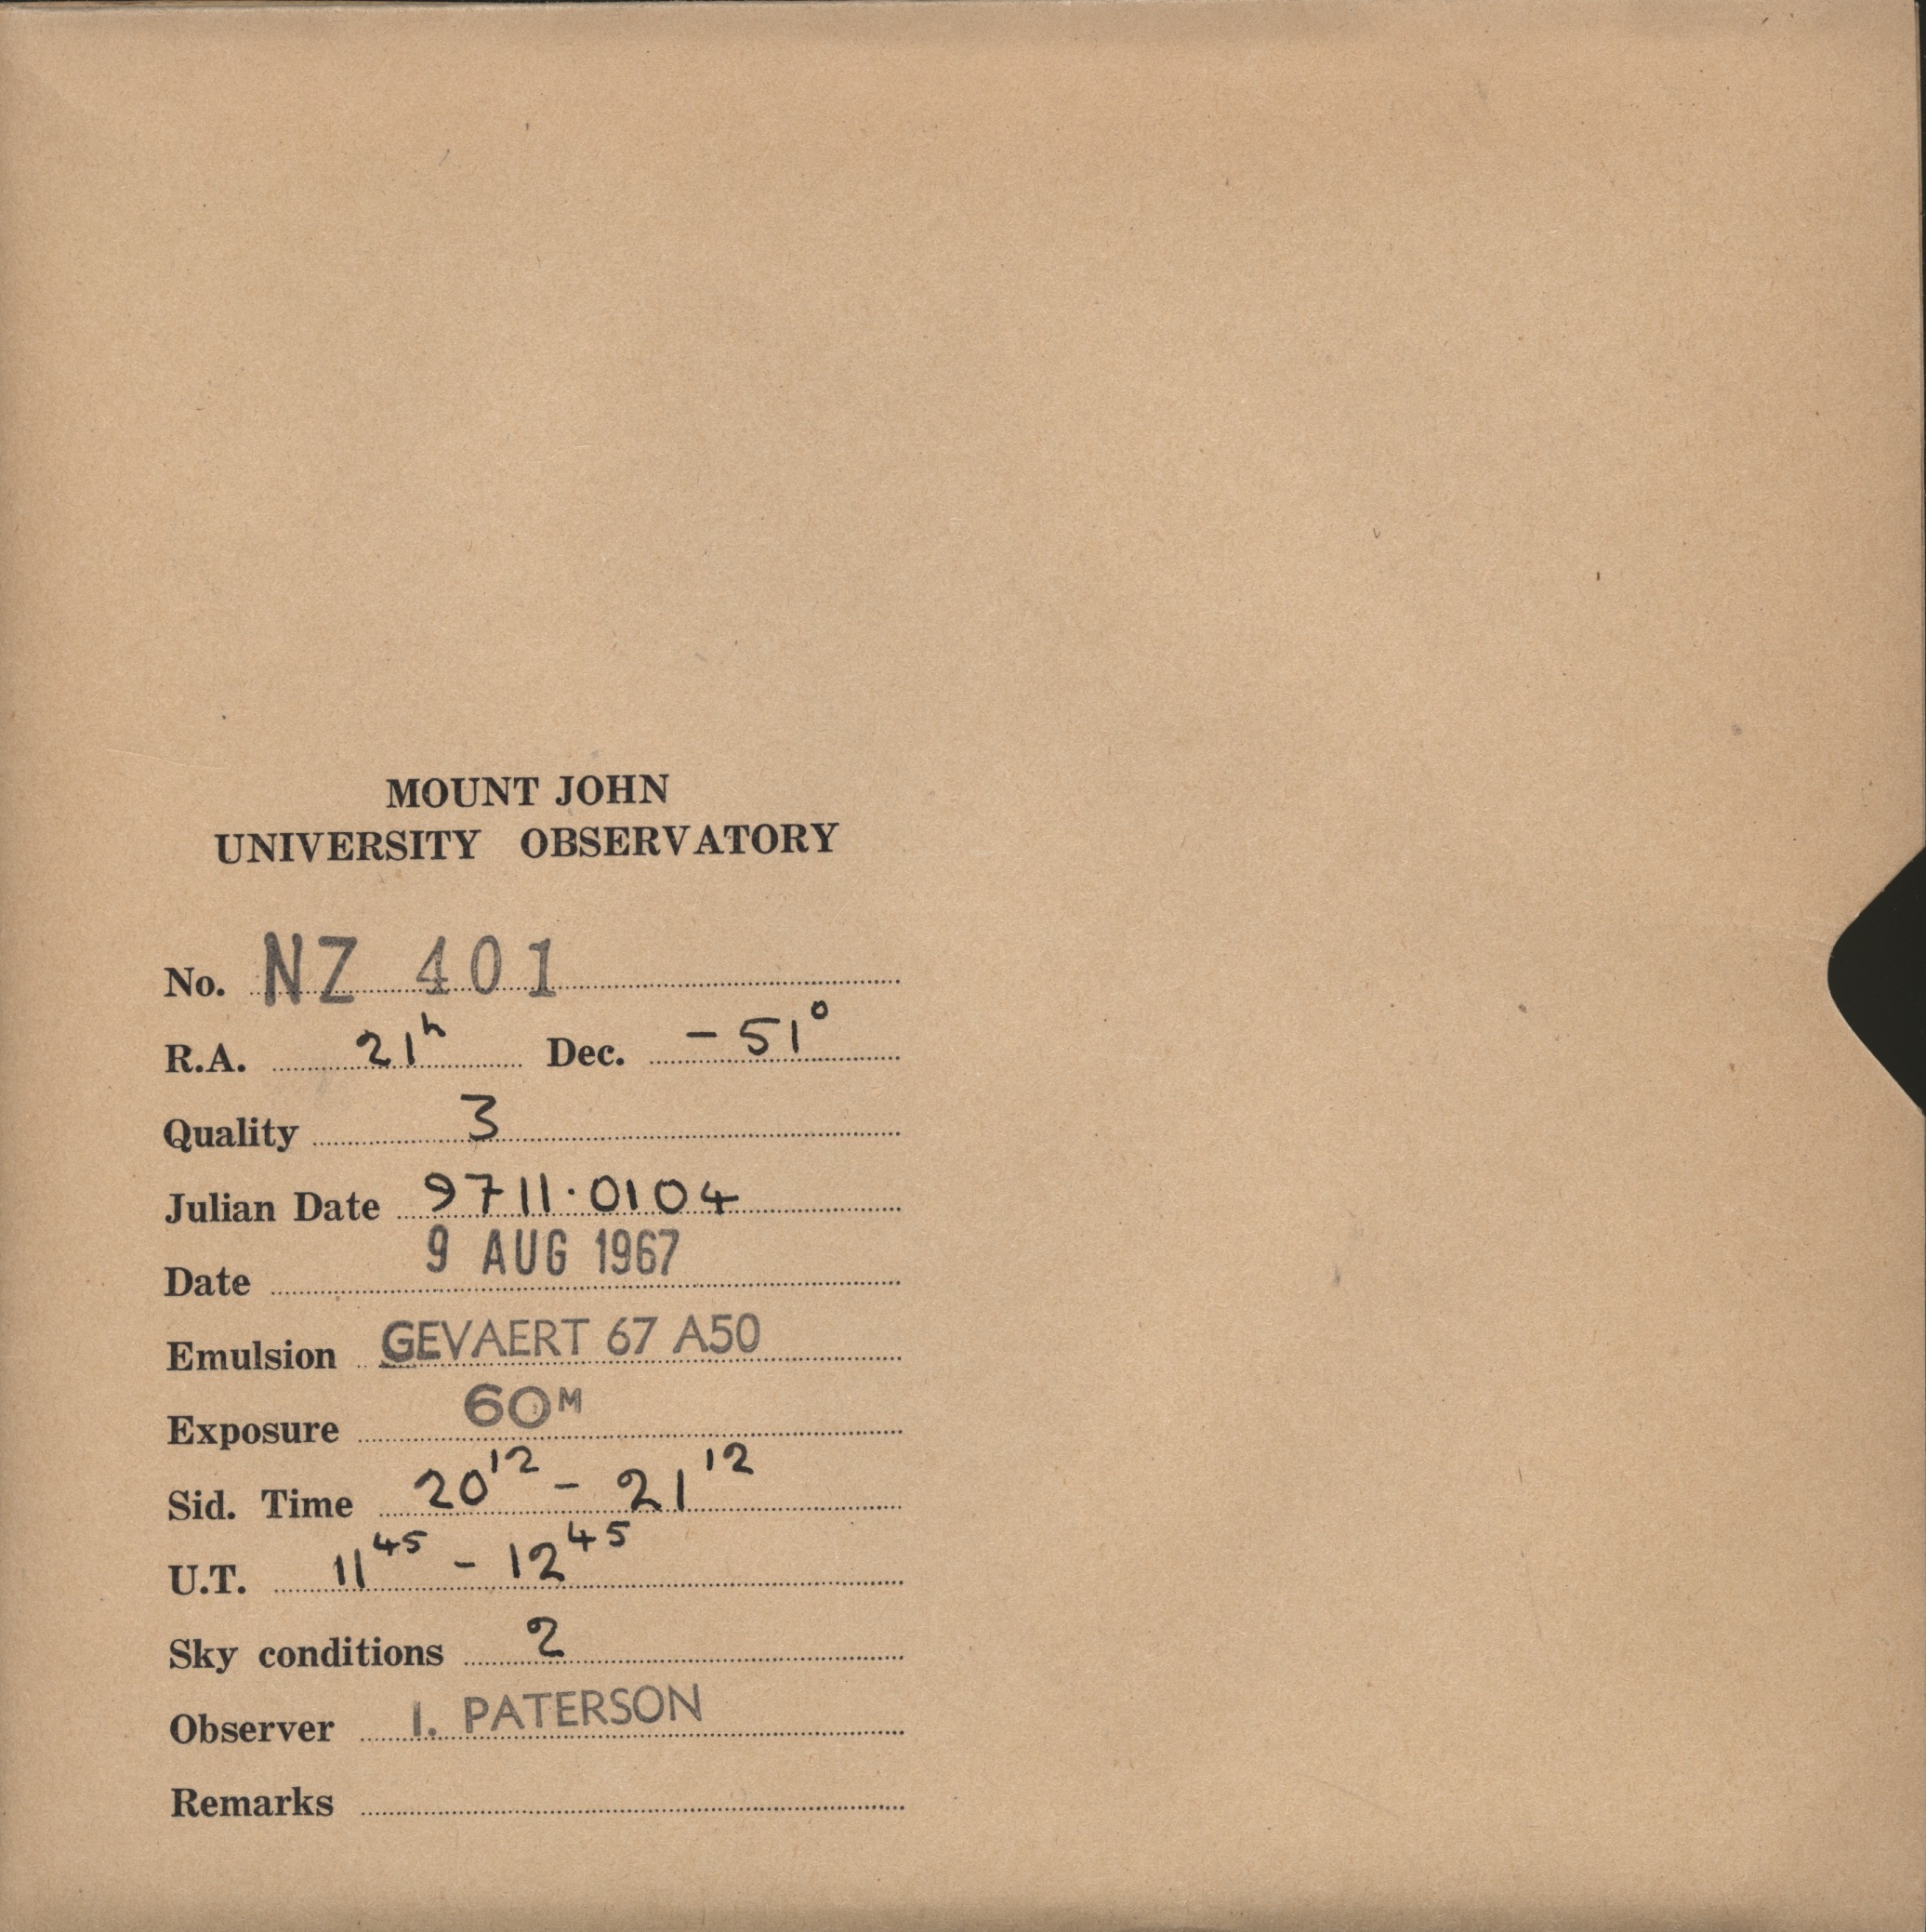 MOUNT JOHN
UNIVERSITY OBSERVATORY
No. NZ 401
R.A. 21h Dec. -51°
Quality 3
Julian Date 9711.0104
Date 9 AUG 1967
Emulsion GEVAERT 67 A50
Exposure 60M
Sid. Time 20 12 - 21 12
U.T. 11 45 - 12 45
Sky conditions 2
Observer I. PATERSON
Remarks